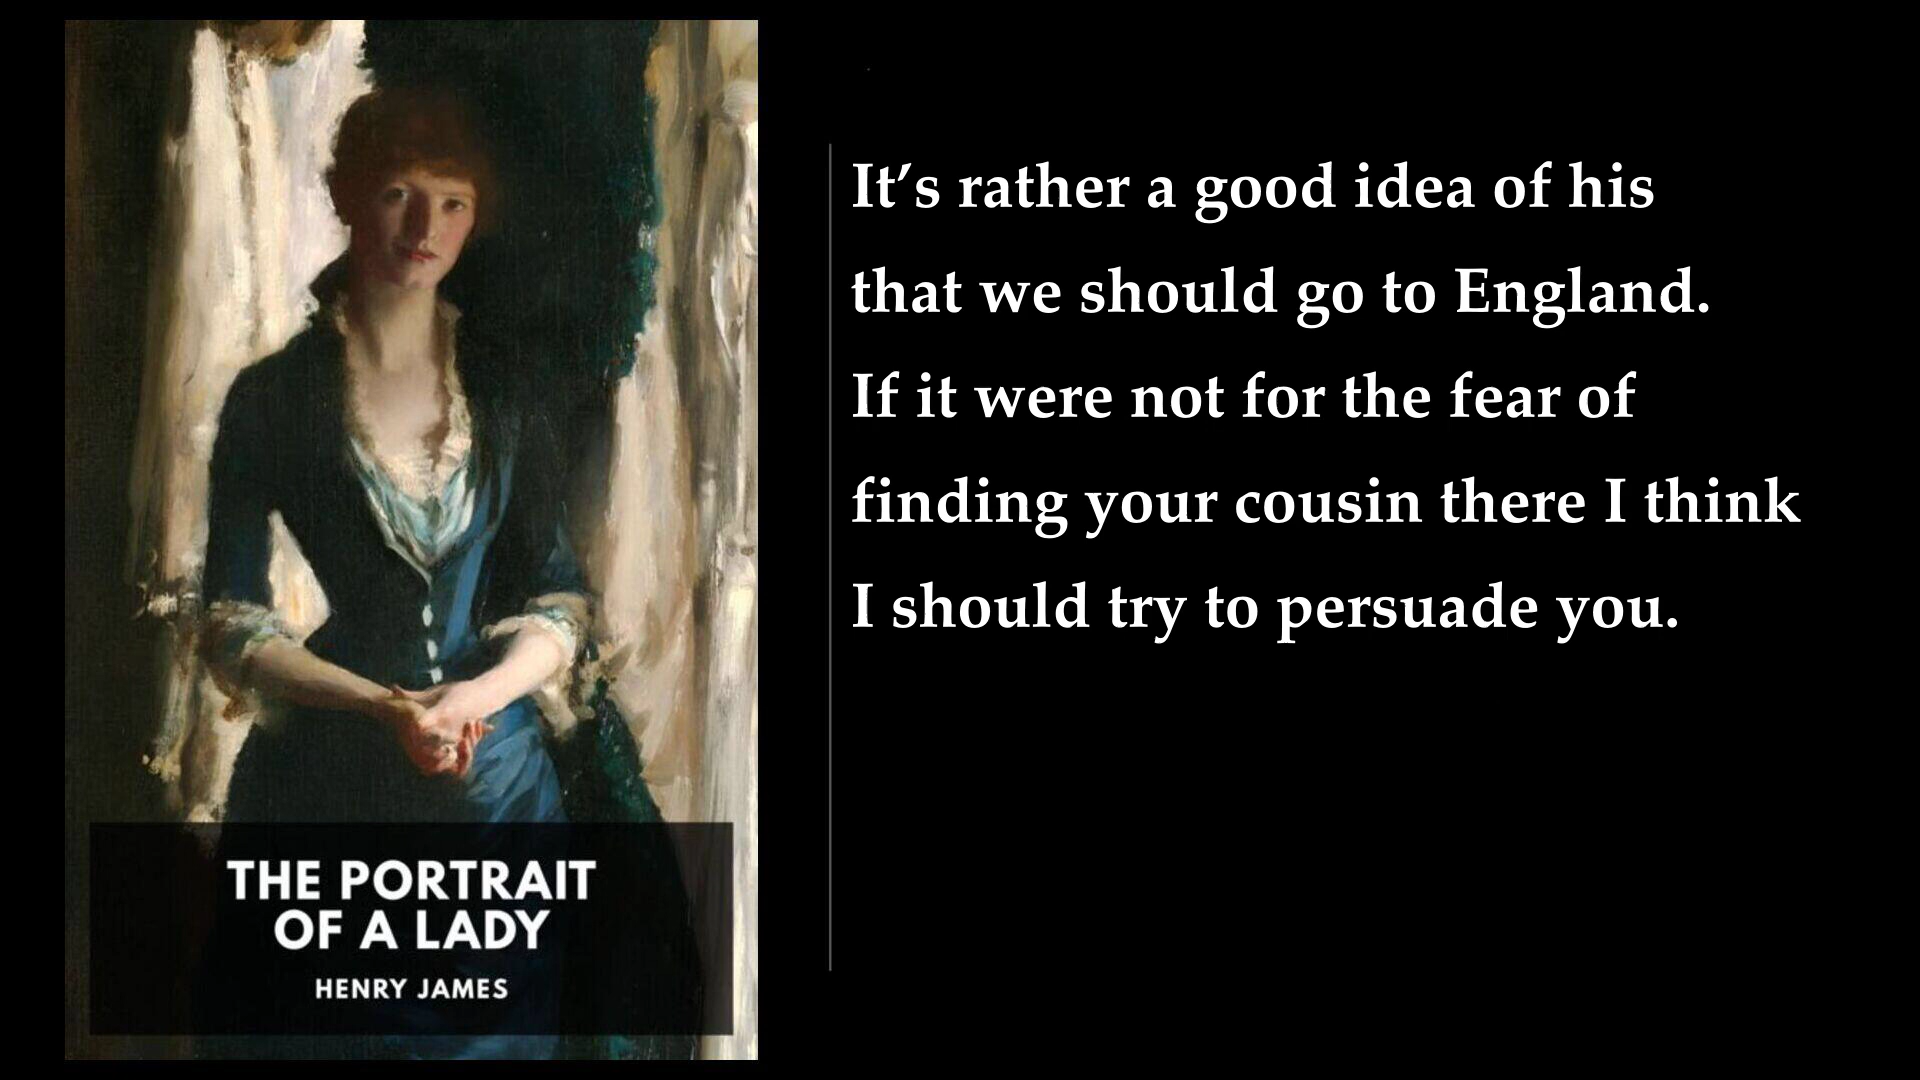 It’s rather a good idea of his
that we should go to England.
If it were not for the fear of
finding your cousin there I think
I should try to persuade you.
THE PORTRAIT
OF A LADY
HENRY JAMES